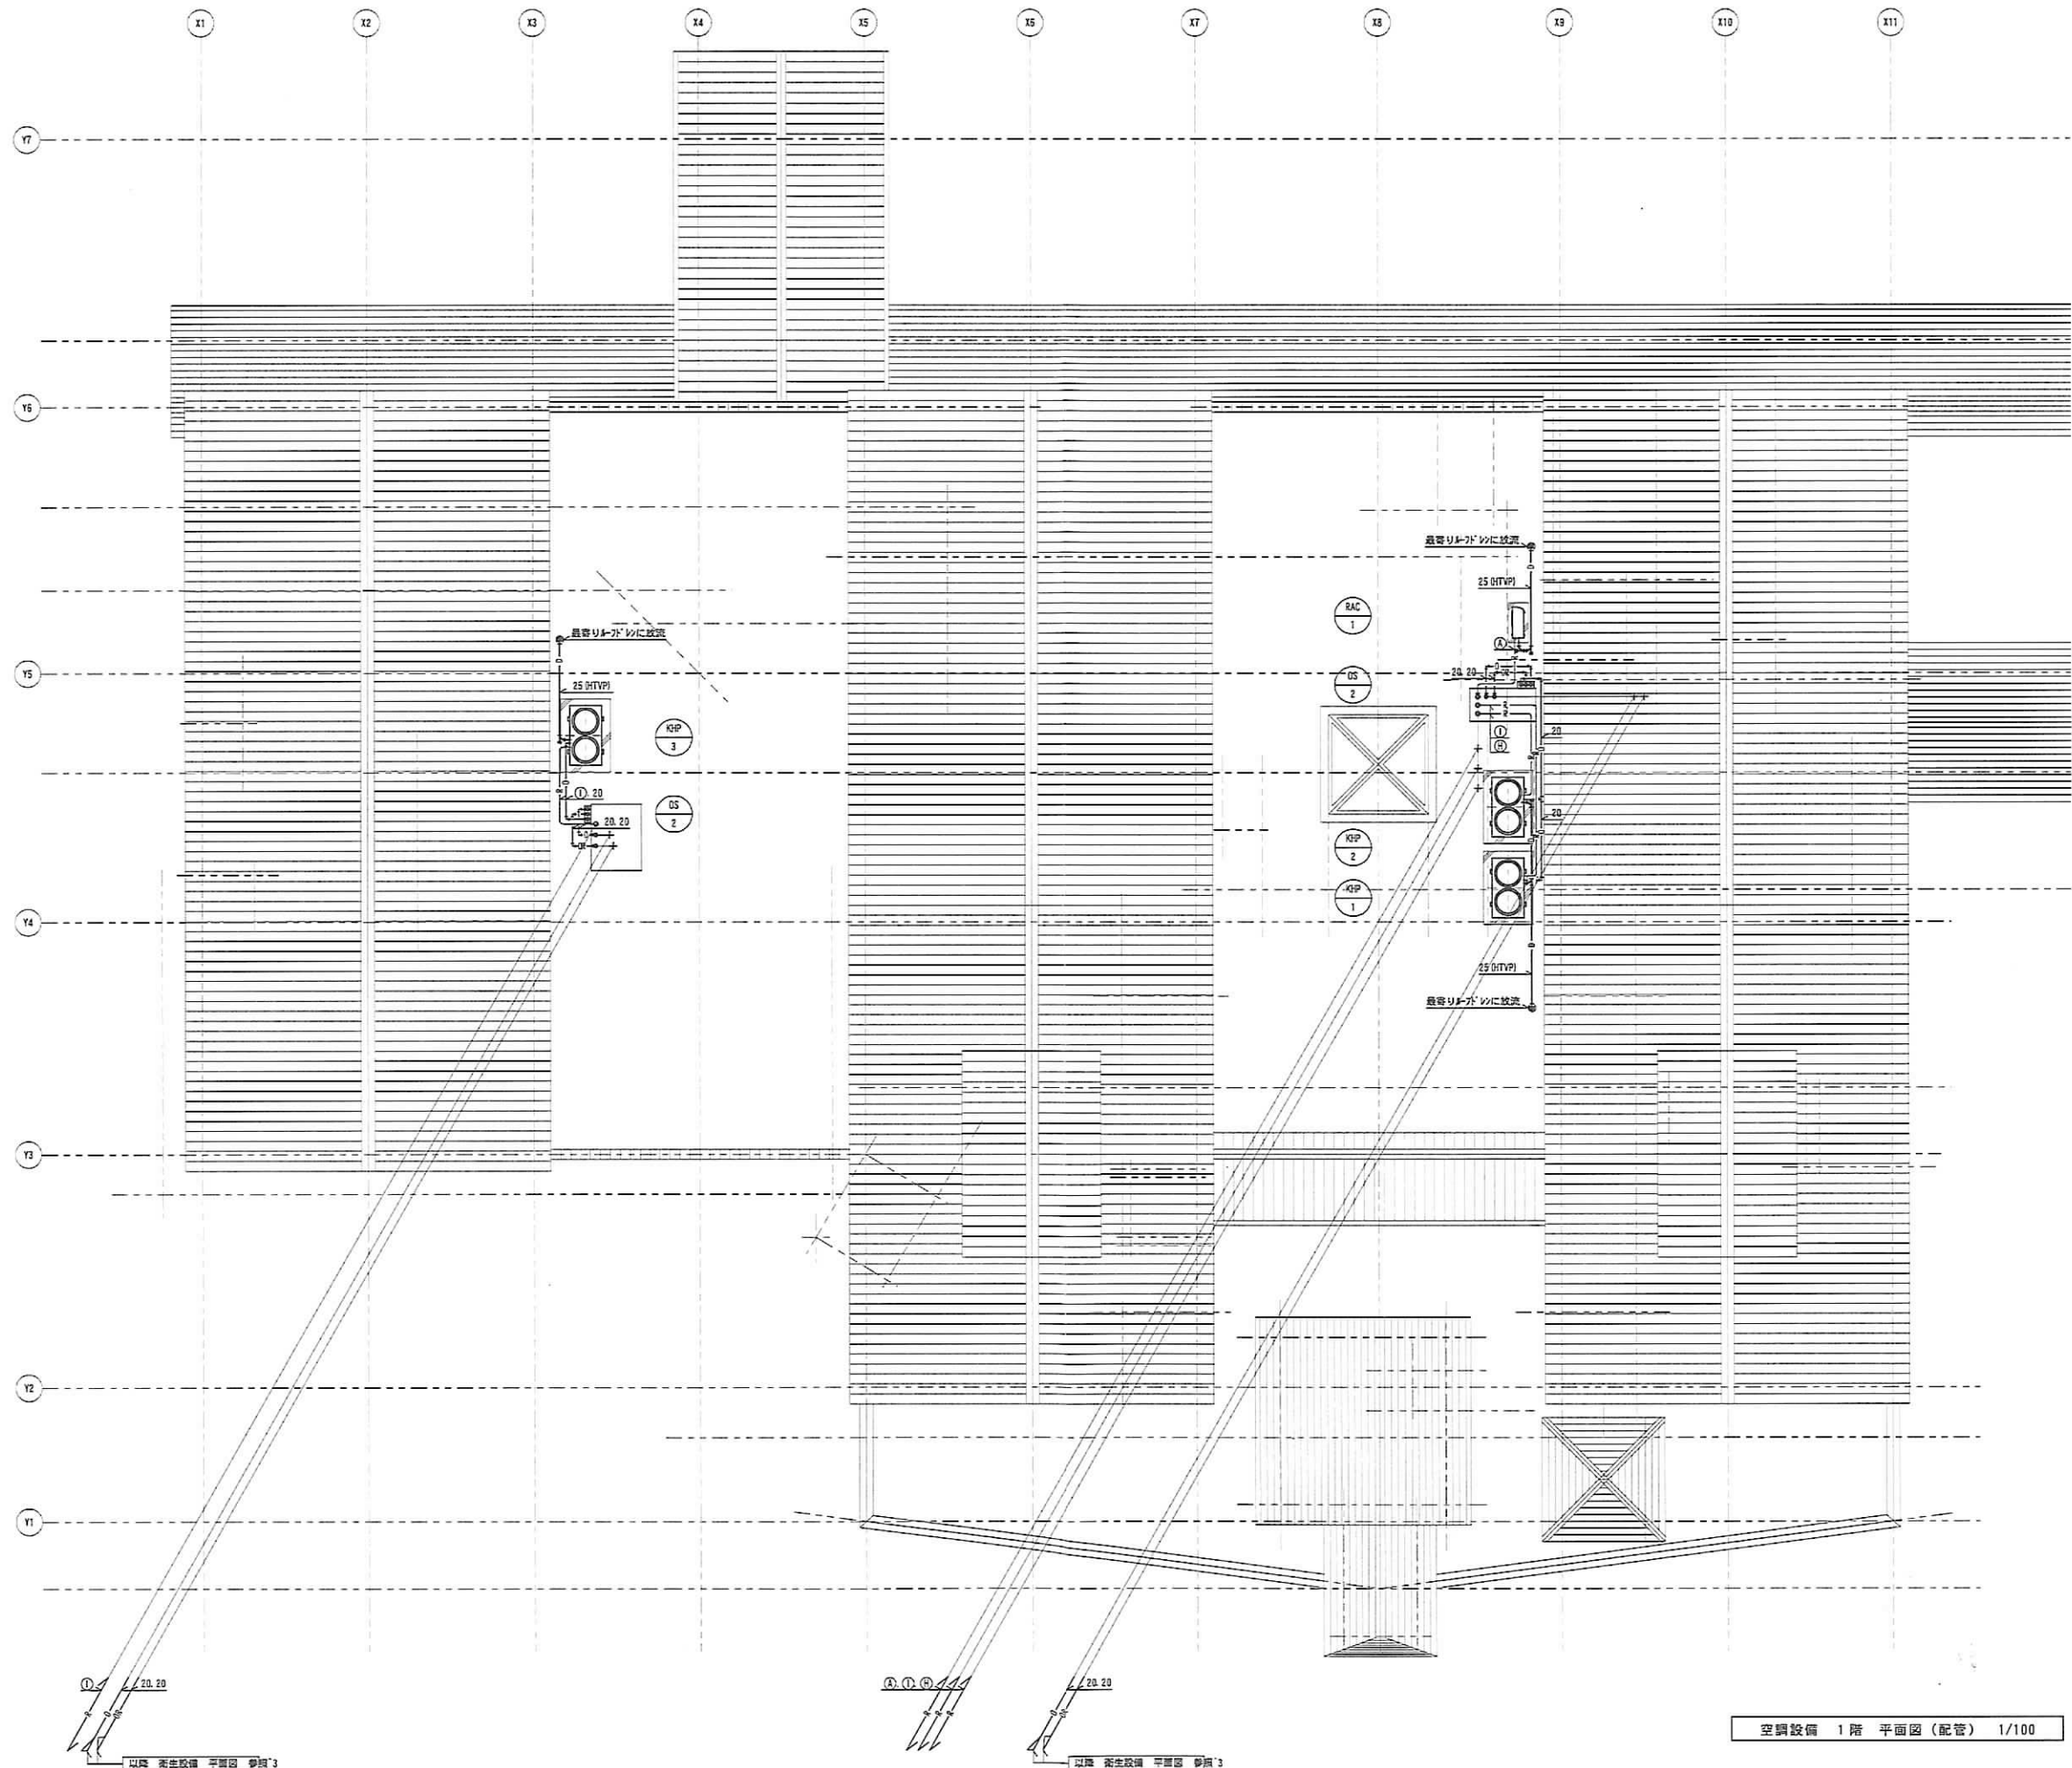 X1 X2 X3 X4 X5 X6 X7 X8 X9 X10 X11
Y7
Y6
最寄りルーフドレンに放流
25(HTVP)
RAC
1
最寄りルーフドレンに放流
A
Y5
OS
2
20.20
25(HTVP)
KHP
3
I
H
20
I.20
OS
2
20.20
20
KHP
2
KHP
1
Y4
25(HTVP)
最寄りルーフドレンに放流
Y3
Y2
Y1
I
20.20
A.I.H
20.20
R
O
R R R
O
空調設備 1階 平面図(配管) 1/100
以降 衛生設備 平面図 参照
以降 衛生設備 平面図 参照